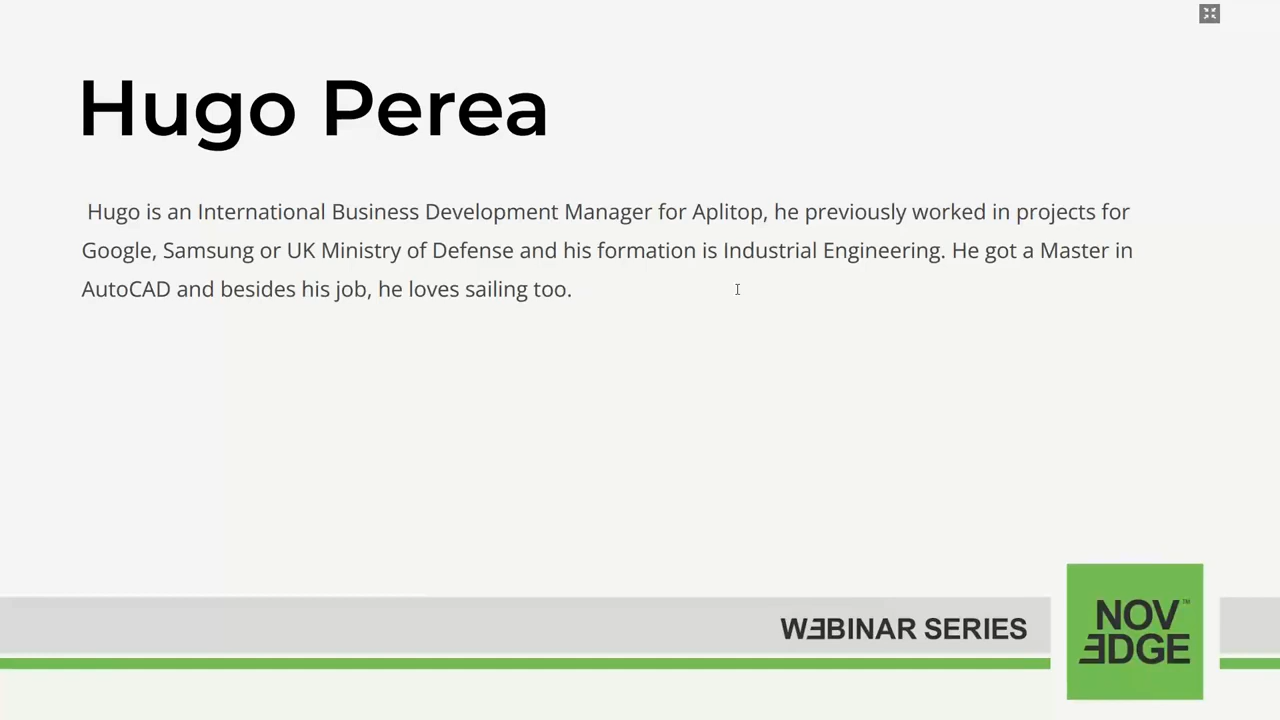 Hugo Perea
Hugo is an International Business Development Manager for Aplitop, he previously worked in projects for
Google, Samsung or UK Ministry of Defense and his formation is Industrial Engineering. He got a Master in
AutoCAD and besides his job, he loves sailing too.
WEBINAR SERIES
NOV™
EDGE